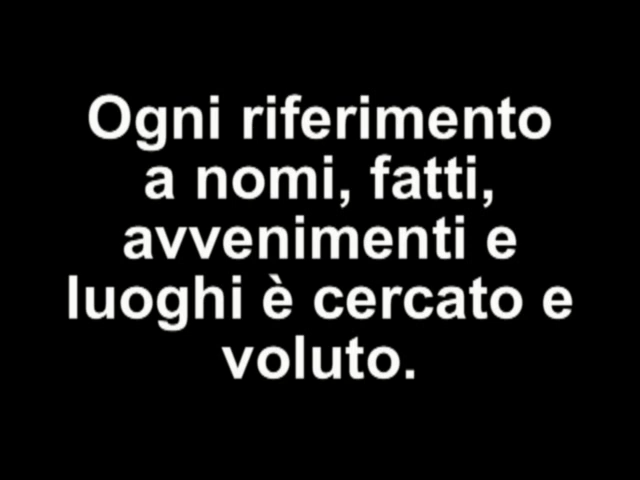 Ogni riferimento
a nomi, fatti,
avvenimenti e
luoghi è cercato e
voluto.